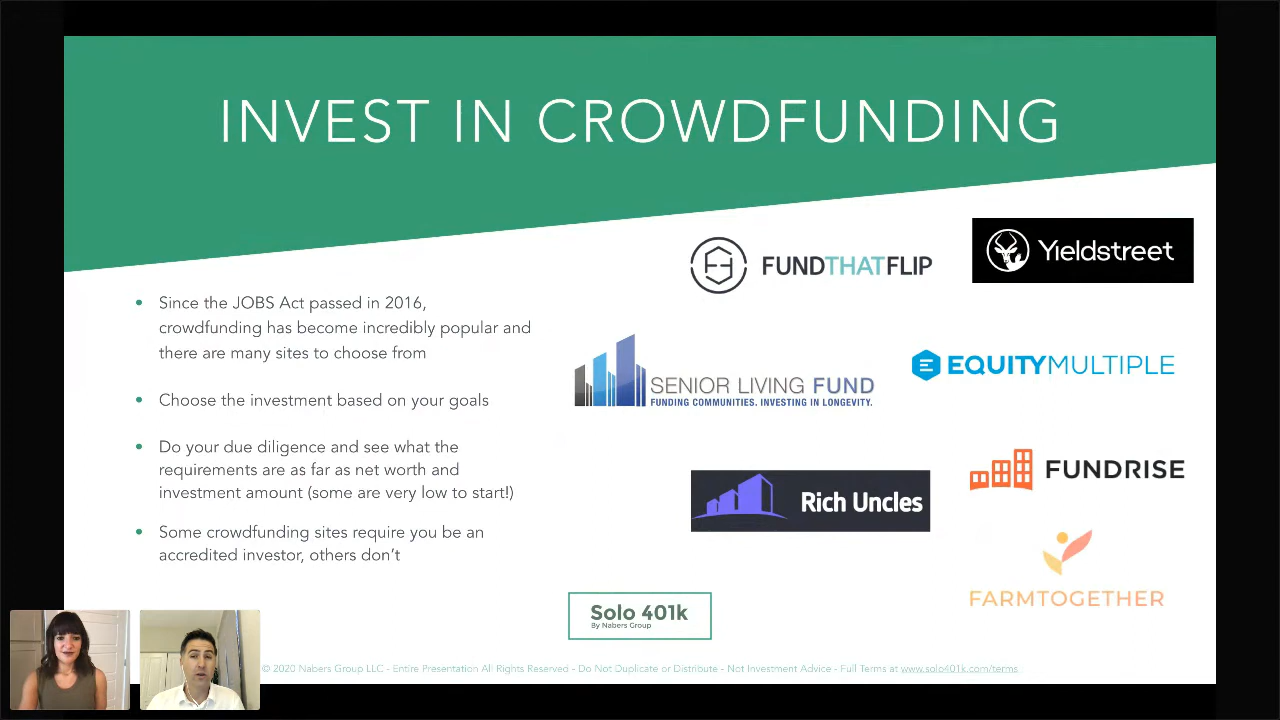 INVEST IN CROWDFUNDING
• Since the JOBS Act passed in 2016,
crowdfunding has become incredibly popular and
there are many sites to choose from
• Choose the investment based on your goals
• Do your due diligence and see what the
requirements are as far as net worth and
investment amount (some are very low to start!)
• Some crowdfunding sites require you be an
accredited investor, others don't
FUNDTHATFLIP
Yieldstreet
SENIOR LIVING FUND
FUNDING COMMUNITIES. INVESTING IN LONGEVITY.
EQUITYMULTIPLE
FUNDRISE
Rich Uncles
FARMTOGETHER
Solo 401k
By Nabers Group
© 2020 Nabers Group LLC - Entire Presentation All Rights Reserved - Do Not Duplicate or Distribute - Not Investment Advice - Full Terms at www.solo401k.com/terms